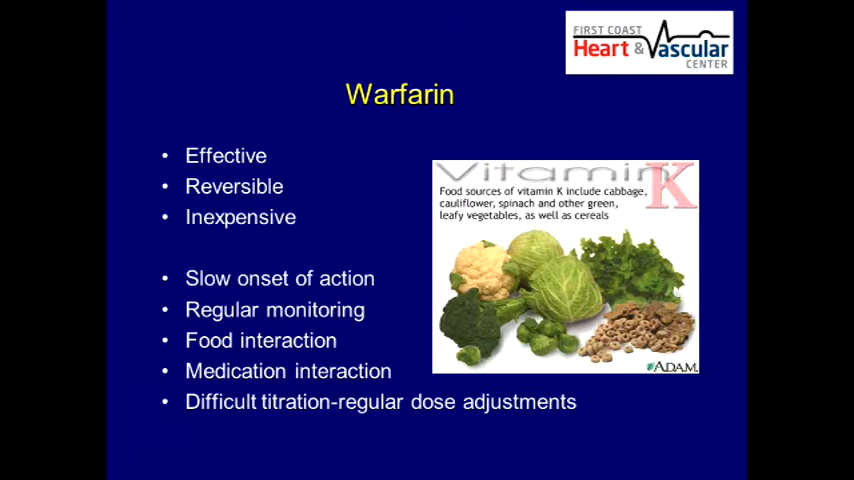 FIRST COAST
Heart & Vascular
CENTER
Warfarin
• Effective
• Reversible
• Inexpensive
• Slow onset of action
• Regular monitoring
• Food interaction
• Medication interaction
• Difficult titration-regular dose adjustments
Vitamin K
Food sources of vitamin K include cabbage,
cauliflower, spinach and other green,
leafy vegetables, as well as cereals
A.D.A.M.